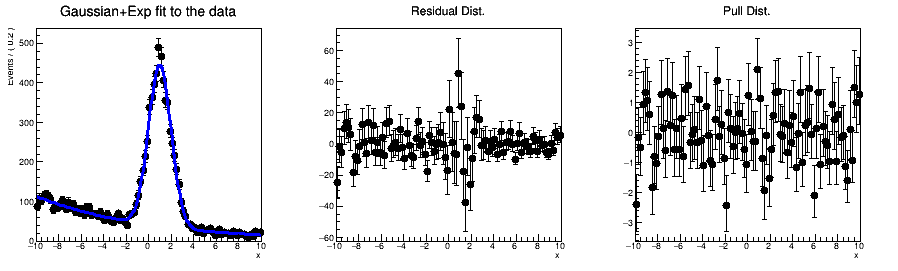 Gaussian+Exp fit to the data
Events / ( 0.2 )
500
400
300
200
100
0
−10 −8 −6 −4 −2 0 2 4 6 8 10
x
Residual Dist.
60
40
20
0
−20
−40
−60
−10 −8 −6 −4 −2 0 2 4 6 8 10
x
Pull Dist.
3
2
1
0
−1
−2
−3
−10 −8 −6 −4 −2 0 2 4 6 8 10
x